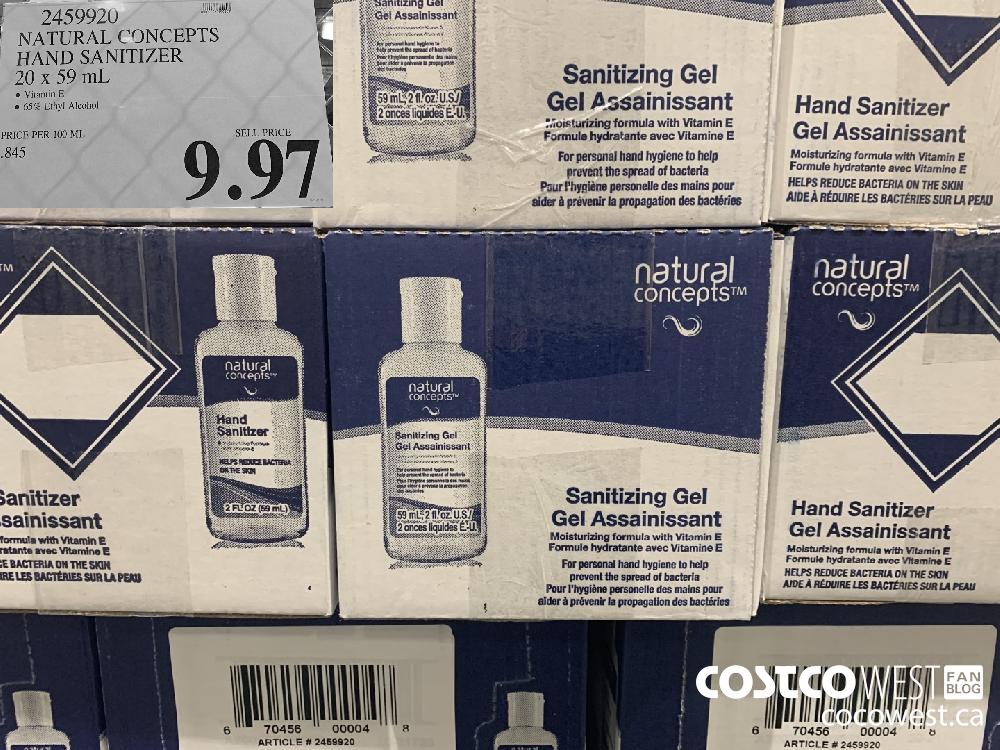 2459920
NATURAL CONCEPTS
HAND SANITIZER
20 x 59 mL
• Vitamin E
• 65% Ethyl Alcohol
PRICE PER 100 ML
.845
SELL PRICE
9.97
Sanitizing Gel
Gel Assainissant
59 mL, 2 fl. oz. U.S./
2 onces liquides É.-U.
Sanitizing Gel
Gel Assainissant
Moisturizing formula with Vitamin E
Formule hydratante avec Vitamine E
For personal hand hygiene to help
prevent the spread of bacteria
Pour l'hygiène personelle des mains pour
aider à prévenir la propagation des bactéries
Hand Sanitizer
Gel Assainissant
Moisturizing formula with Vitamin E
Formule hydratante avec Vitamine E
HELPS REDUCE BACTERIA ON THE SKIN
AIDE À RÉDUIRE LES BACTÉRIES SUR LA PEAU
TM
Sanitizer
ssainissant
formula with Vitamin E
ratante avec Vitamine E
CE BACTERIA ON THE SKIN
IRE LES BACTÉRIES SUR LA PEAU
natural
concepts™
Hand
Sanitizer
HELPS REDUCE BACTERIA
ON THE SKIN
2 FL OZ (59 mL)
natural
concepts™
natural
concepts™
Sanitizing Gel
Gel Assainissant
59 mL, 2 fl. oz. U.S./
2 onces liquides É.-U.
Sanitizing Gel
Gel Assainissant
Moisturizing formula with Vitamin E
Formule hydratante avec Vitamine E
For personal hand hygiene to help
prevent the spread of bacteria
Pour l'hygiène personelle des mains pour
aider à prévenir la propagation des bactéries
natural
concepts™
Hand Sanitizer
Gel Assainissant
Moisturizing formula with Vitamin E
Formule hydratante avec Vitamine E
HELPS REDUCE BACTERIA ON THE SKIN
AIDE À RÉDUIRE LES BACTÉRIES SUR LA PEAU
6 70456 00004 8
ARTICLE # 2459920
6 70456 00004 8
ARTICLE # 2459920
COSTCO WEST FAN BLOG
cocowest.ca